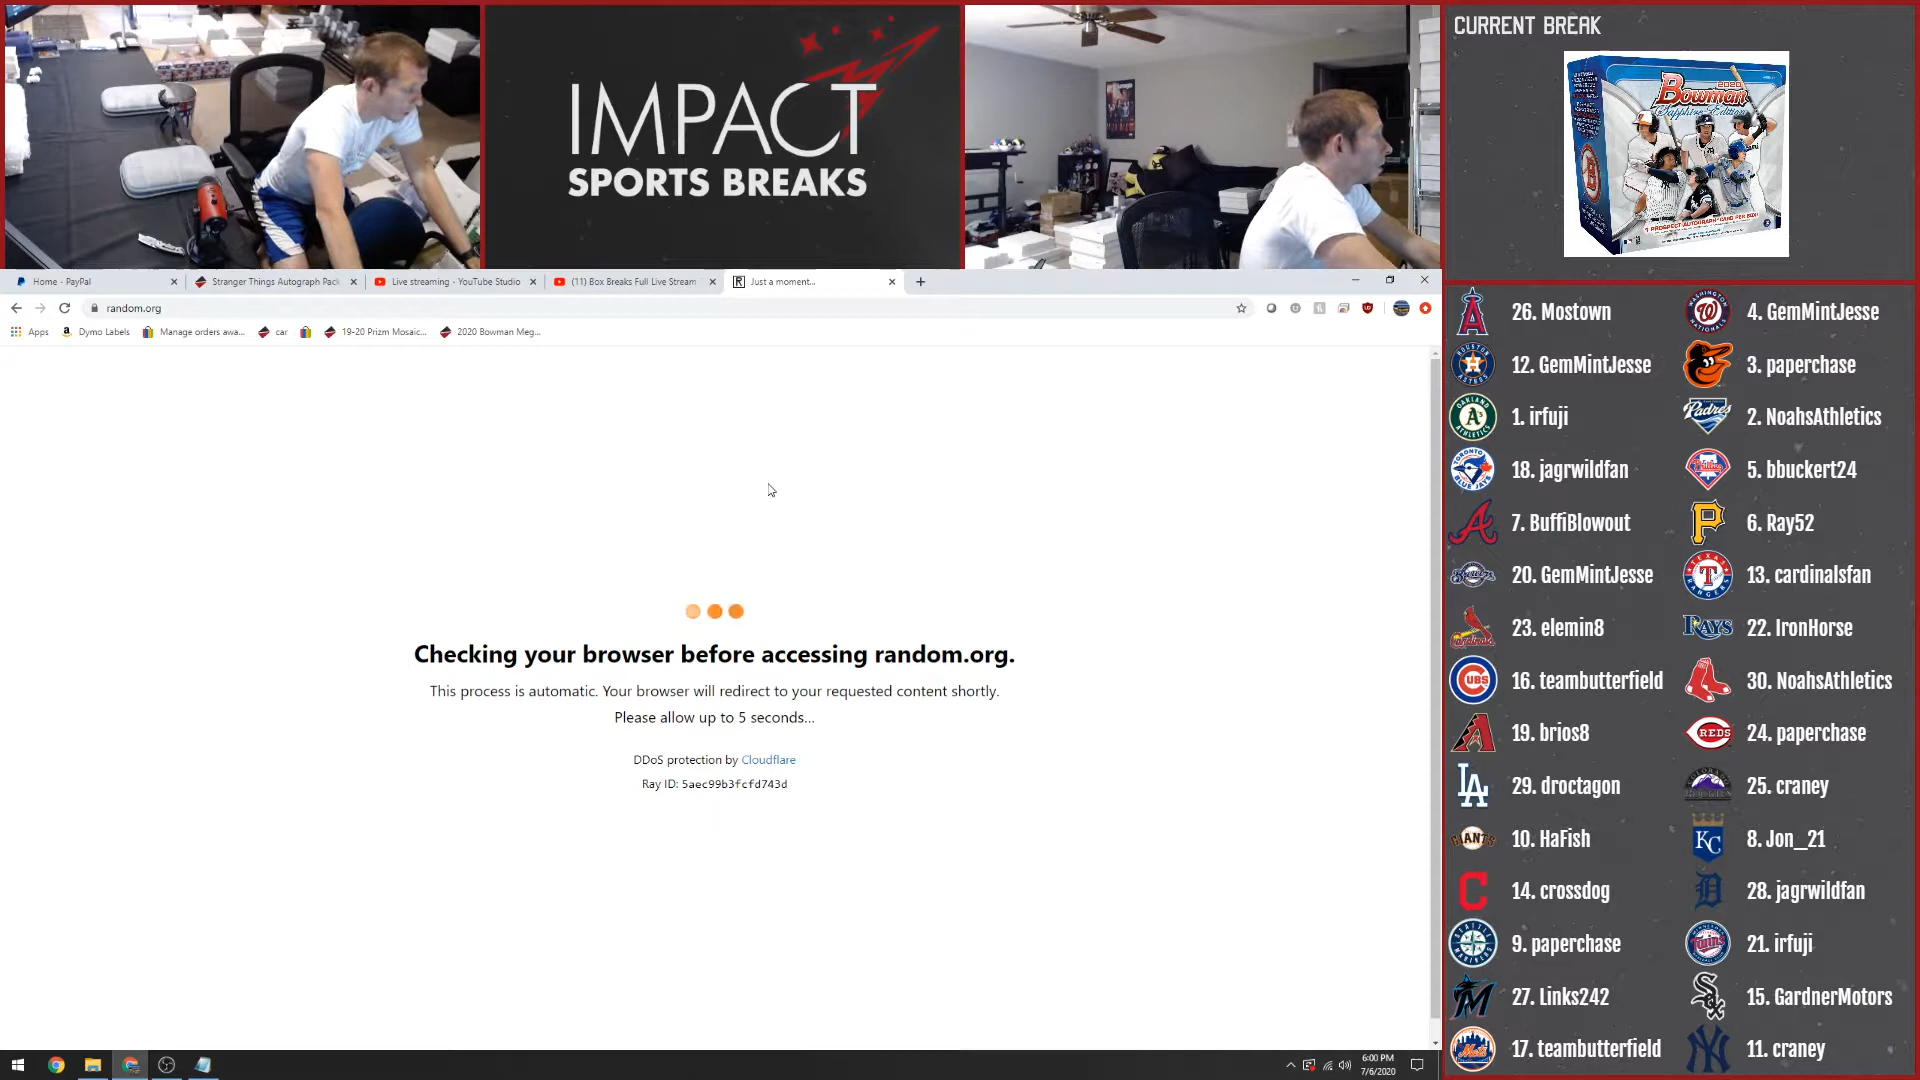 IMPACT
SPORTS BREAKS
CURRENT BREAK
2020
Bowman
Sapphire Edition
Home - PayPal
Stranger Things Autograph Pack
Live streaming - YouTube Studio
(11) Box Breaks Full Live Stream
Just a moment...
random.org
Apps
Dymo Labels
Manage orders awa...
car
19-20 Prizm Mosaic...
2020 Bowman Meg...
Checking your browser before accessing random.org.
This process is automatic. Your browser will redirect to your requested content shortly.
Please allow up to 5 seconds...
DDoS protection by Cloudflare
Ray ID: 5aec99b3fcfd743d
26. Mostown
4. GemMintJesse
12. GemMintJesse
3. paperchase
1. irfuji
2. NoahsAthletics
18. jagrwildfan
5. bbuckert24
7. BuffiBlowout
6. Ray52
20. GemMintJesse
13. cardinalsfan
23. elemin8
22. IronHorse
16. teambutterfield
30. NoahsAthletics
19. brios8
24. paperchase
29. droctagon
25. craney
10. HaFish
8. Jon_21
14. crossdog
28. jagrwildfan
9. paperchase
21. irfuji
27. Links242
15. GardnerMotors
17. teambutterfield
11. craney
6:00 PM
7/6/2020